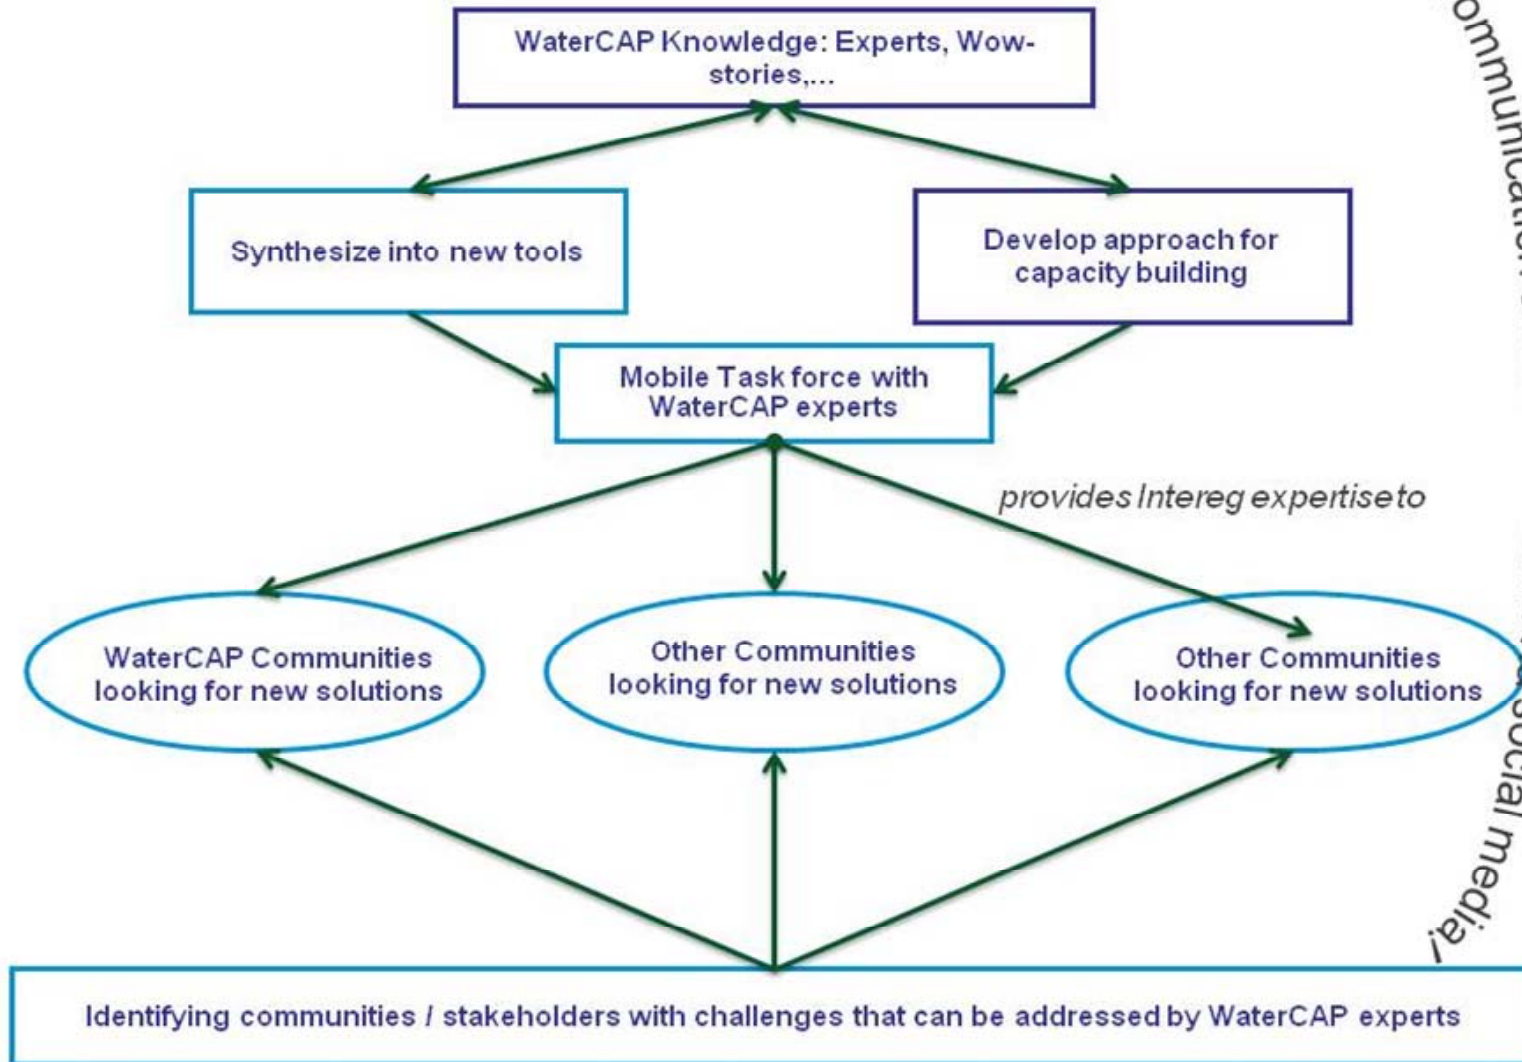 WaterCAP Knowledge: Experts, Wow-
stories,...
Synthesize into new tools
Develop approach for
capacity building
Mobile Task force with
WaterCAP experts
provides Intereg expertise to
WaterCAP Communities
looking for new solutions
Other Communities
looking for new solutions
Other Communities
looking for new solutions
Identifying communities / stakeholders with challenges that can be addressed by WaterCAP experts
social media!